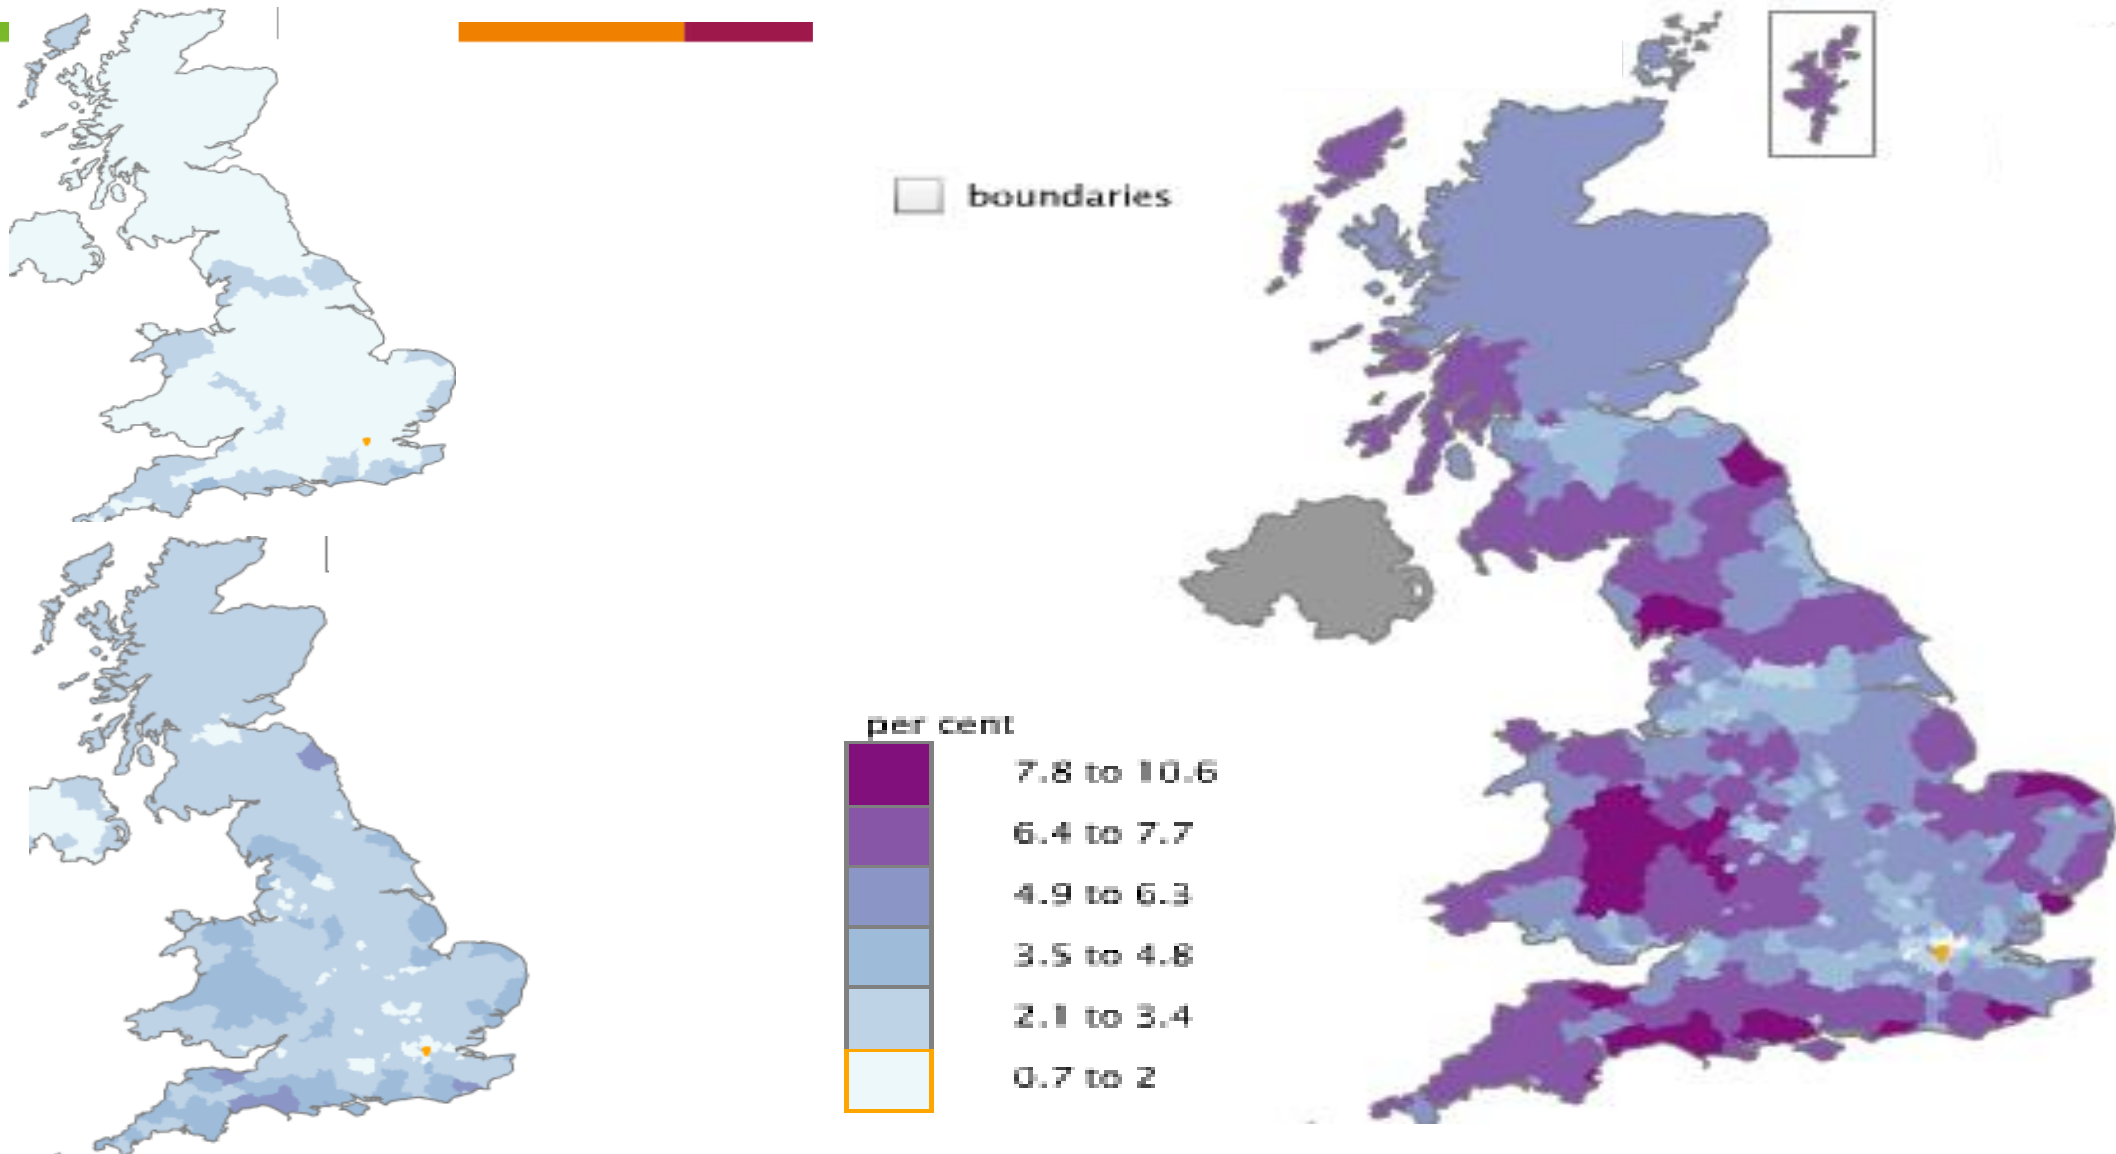 boundaries
per cent
7.8 to 10.6
6.4 to 7.7
4.9 to 6.3
3.5 to 4.8
2.1 to 3.4
0.7 to 2